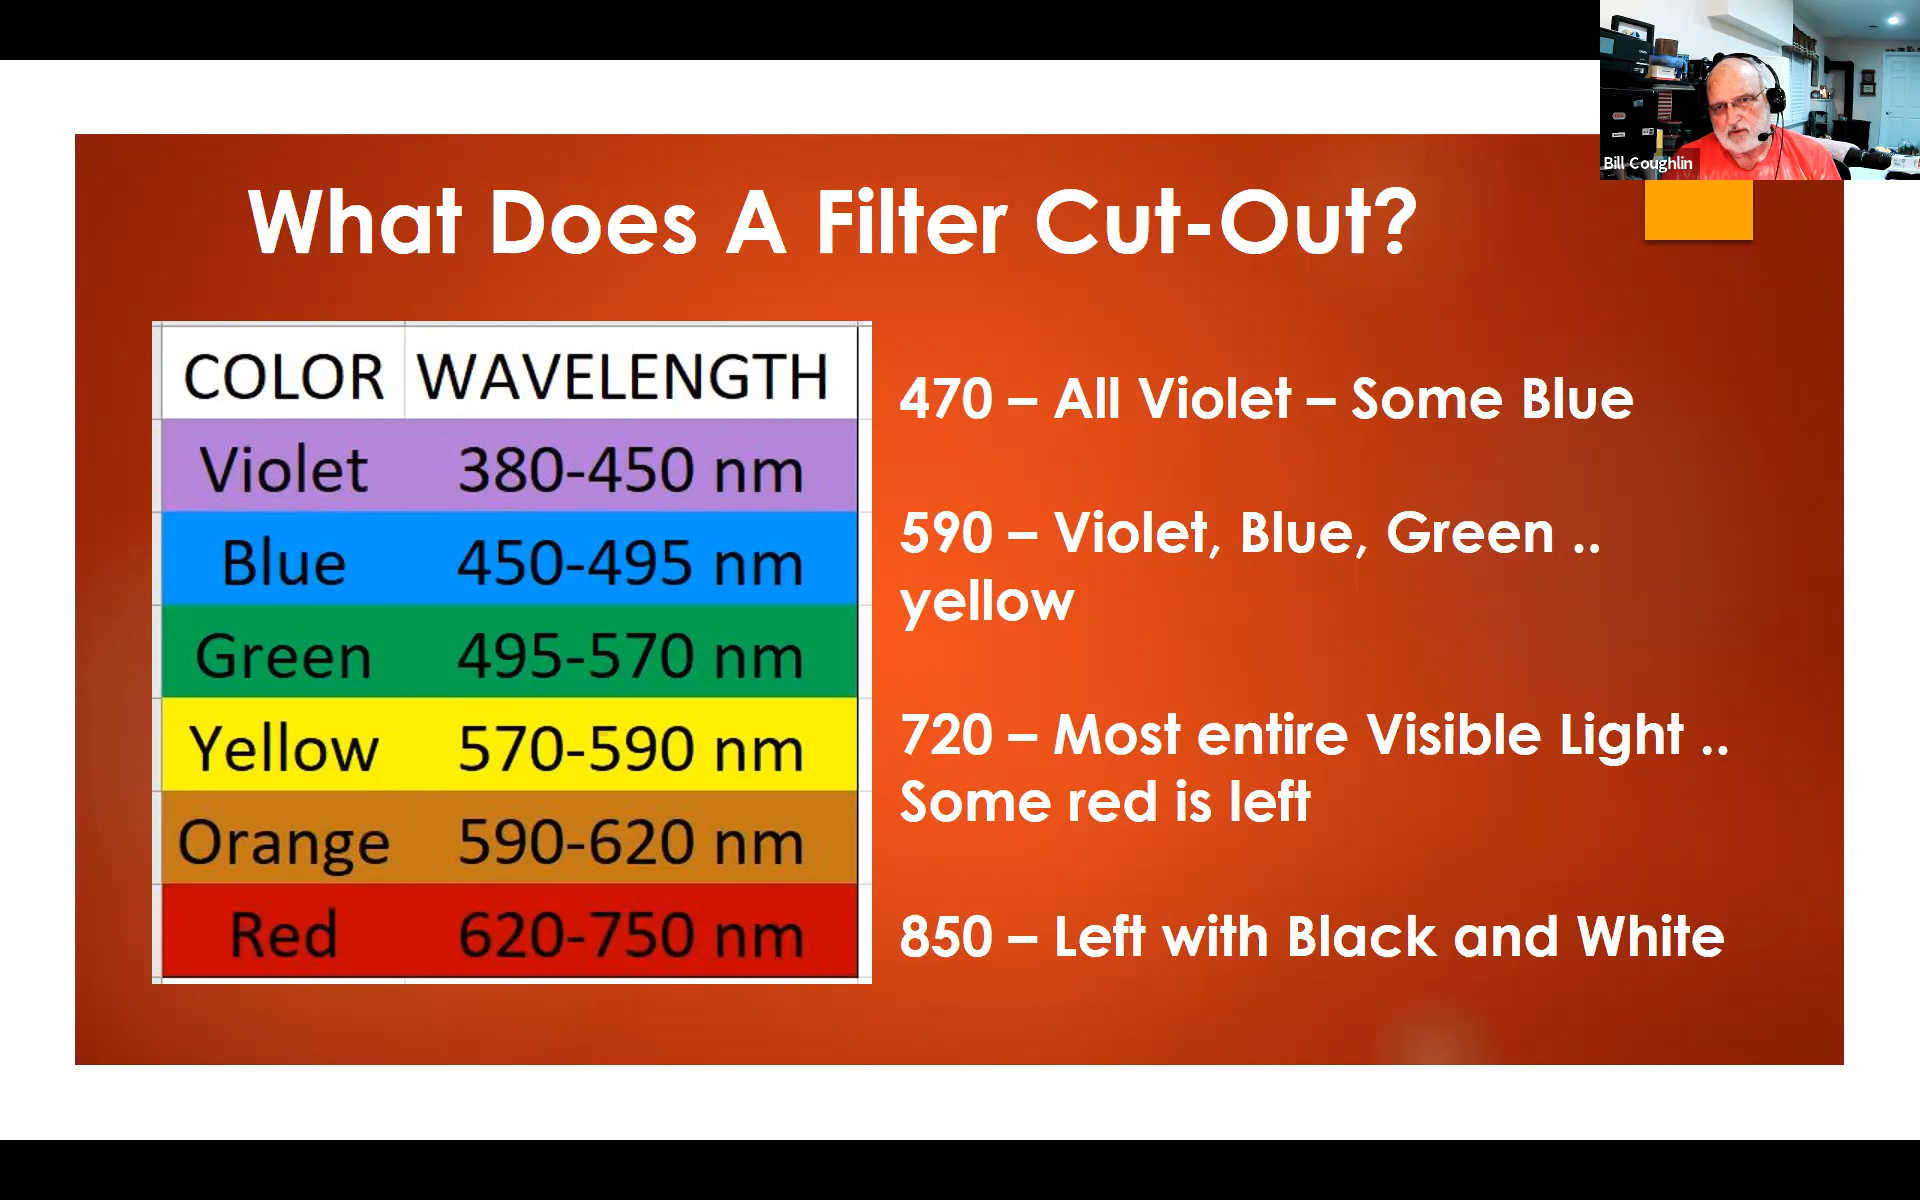 Bill Coughlin
What Does A Filter Cut-Out?
COLOR WAVELENGTH
Violet 380-450 nm
Blue 450-495 nm
Green 495-570 nm
Yellow 570-590 nm
Orange 590-620 nm
Red 620-750 nm
470 – All Violet – Some Blue
590 – Violet, Blue, Green ..
yellow
720 – Most entire Visible Light ..
Some red is left
850 – Left with Black and White